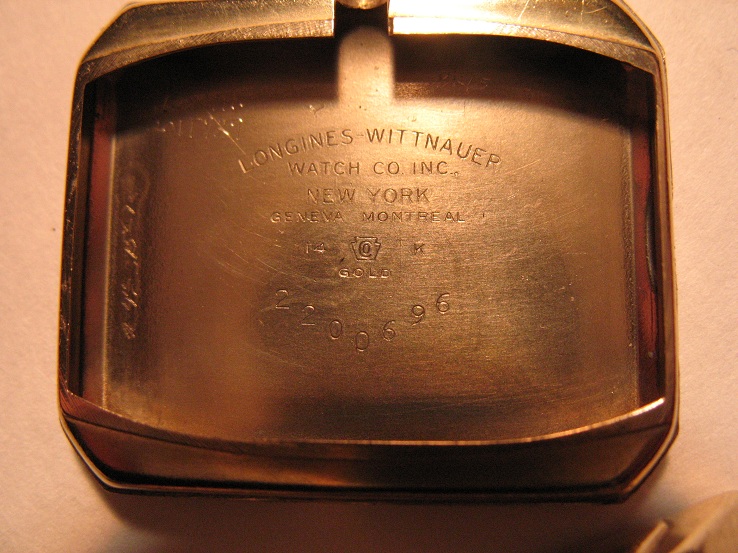 LONGINES-WITTNAUER
WATCH CO. INC.
NEW YORK
GENEVA MONTREAL
14 K
GOLD
2200696